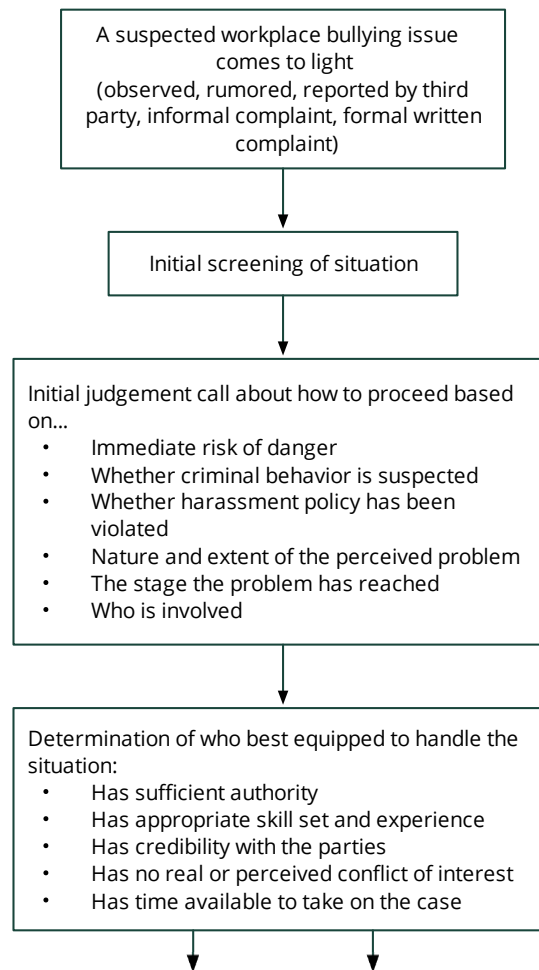 A suspected workplace bullying issue
comes to light
(observed, rumored, reported by third
party, informal complaint, formal written
complaint)
Initial screening of situation
Initial judgement call about how to proceed based
on...
• Immediate risk of danger
• Whether criminal behavior is suspected
• Whether harassment policy has been
violated
• Nature and extent of the perceived problem
• The stage the problem has reached
• Who is involved
Determination of who best equipped to handle the
situation:
• Has sufficient authority
• Has appropriate skill set and experience
• Has credibility with the parties
• Has no real or perceived conflict of interest
• Has time available to take on the case